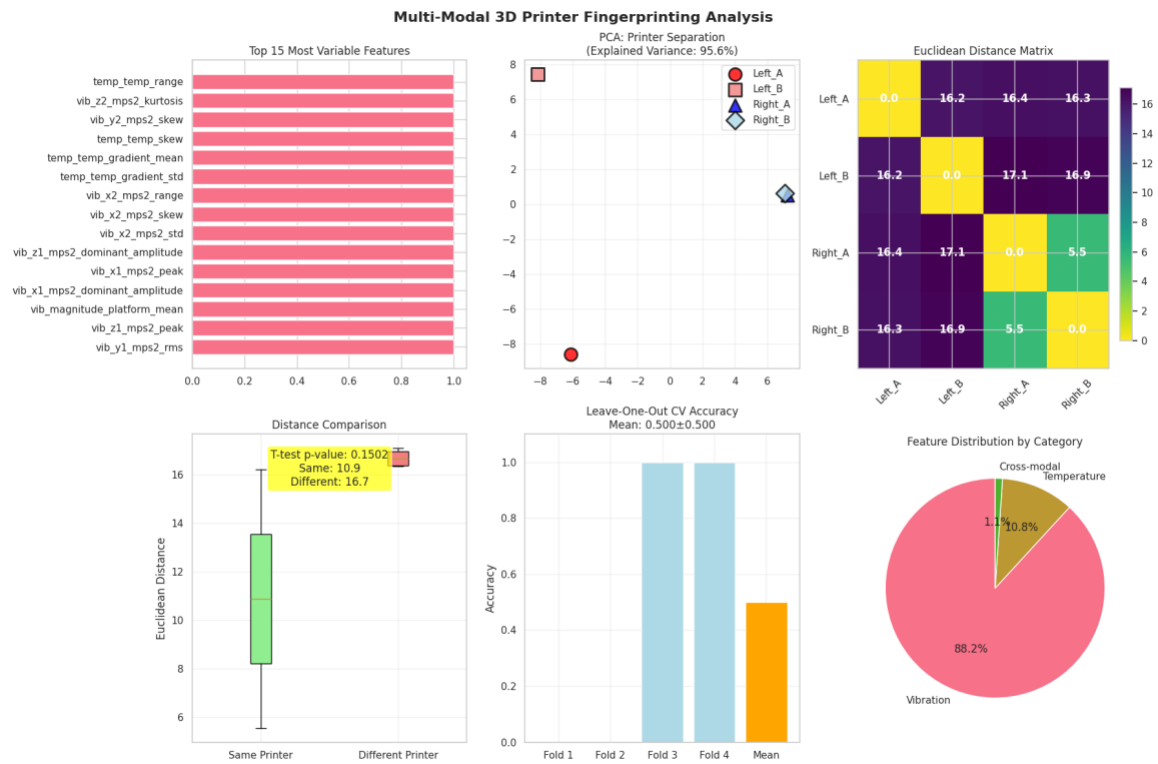 Multi-Modal 3D Printer Fingerprinting Analysis
Top 15 Most Variable Features
temp_temp_range
vib_z2_mps2_kurtosis
vib_y2_mps2_skew
temp_temp_skew
temp_temp_gradient_mean
temp_temp_gradient_std
vib_x2_mps2_range
vib_x2_mps2_skew
vib_x2_mps2_std
vib_z1_mps2_dominant_amplitude
vib_x1_mps2_peak
vib_x1_mps2_dominant_amplitude
vib_magnitude_platform_mean
vib_z1_mps2_peak
vib_y1_mps2_rms
0.0 0.2 0.4 0.6 0.8 1.0
PCA: Printer Separation
(Explained Variance: 95.6%)
Left_A
Left_B
Right_A
Right_B
8
6
4
2
0
−2
−4
−6
−8
−8 −6 −4 −2 0 2 4 6
Euclidean Distance Matrix
Left_A 0.0 16.2 16.4 16.3
Left_B 16.2 0.0 17.1 16.9
Right_A 16.4 17.1 0.0 5.5
Right_B 16.3 16.9 5.5 0.0
Left_A Left_B Right_A Right_B
16
14
12
10
8
6
4
2
0
Distance Comparison
T-test p-value: 0.1502
Same: 10.9
Different: 16.7
Euclidean Distance
16
14
12
10
8
6
Same Printer Different Printer
Leave-One-Out CV Accuracy
Mean: 0.500±0.500
Accuracy
1.0
0.8
0.6
0.4
0.2
0.0
Fold 1 Fold 2 Fold 3 Fold 4 Mean
Feature Distribution by Category
Cross-modal
Temperature
1.1%
10.8%
88.2%
Vibration